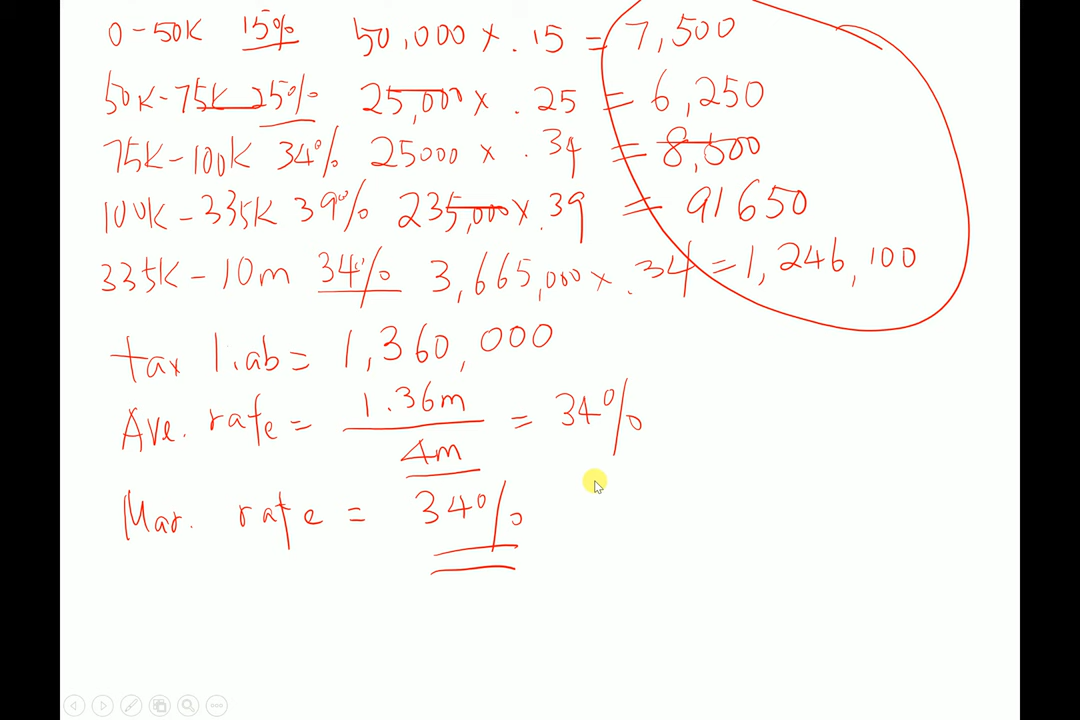 0-50K 15% 50,000 x .15 = 7,500
50K-75K 25% 25,000 x .25 = 6,250
75K-100K 34% 25000 x .34 = 8,500
100K-335K 39% 235,000 x .39 = 91650
335K-10m 34% 3,665,000 x .34 = 1,246,100
tax liab = 1,360,000
Ave. rate = 1.36m / 4m = 34%
Mar. rate = 34%